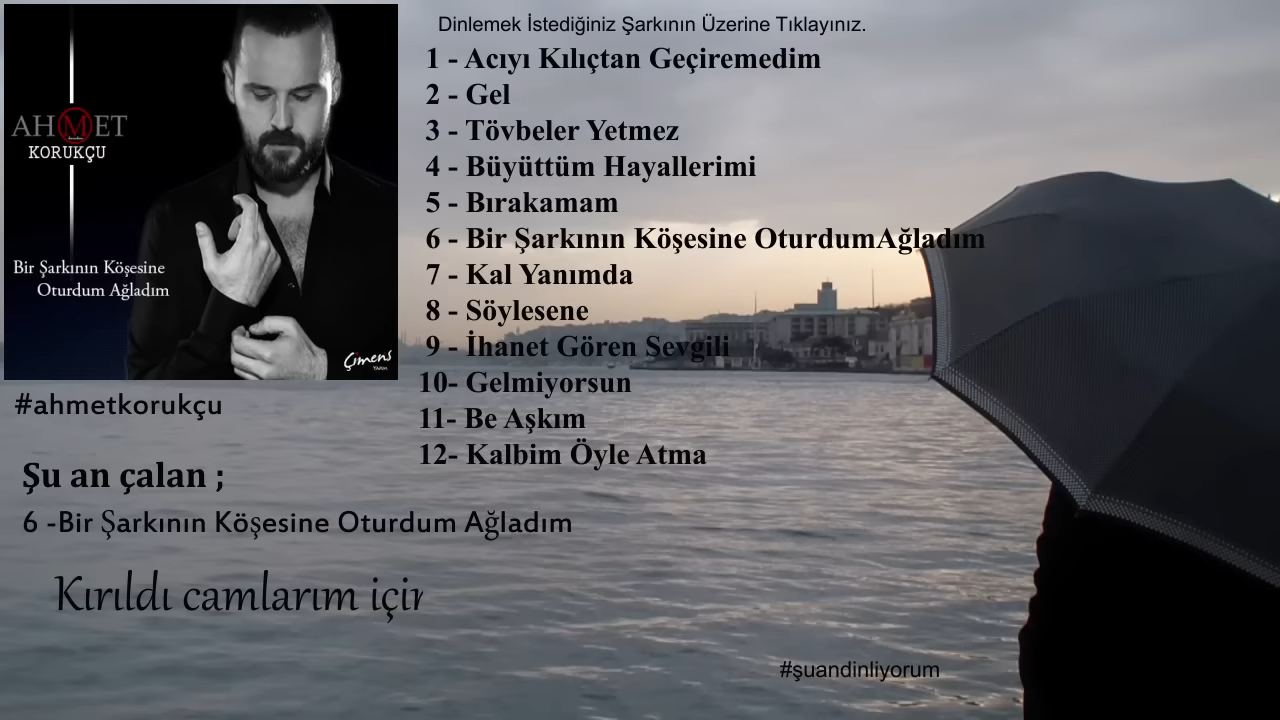 AHMET
KORUKÇU
Bir Şarkının Köşesine
Oturdum Ağladım
Çimens
#ahmetkorukçu
Dinlemek İstediğiniz Şarkının Üzerine Tıklayınız.
1 - Acıyı Kılıçtan Geçiremedim
2 - Gel
3 - Tövbeler Yetmez
4 - Büyüttüm Hayallerimi
5 - Bırakamam
6 - Bir Şarkının Köşesine OturdumAğladım
7 - Kal Yanımda
8 - Söylesene
9 - İhanet Gören Sevgili
10- Gelmiyorsun
11- Be Aşkım
12- Kalbim Öyle Atma
Şu an çalan ;
6 -Bir Şarkının Köşesine Oturdum Ağladım
Kırıldı camlarım
#şuandinliyorum